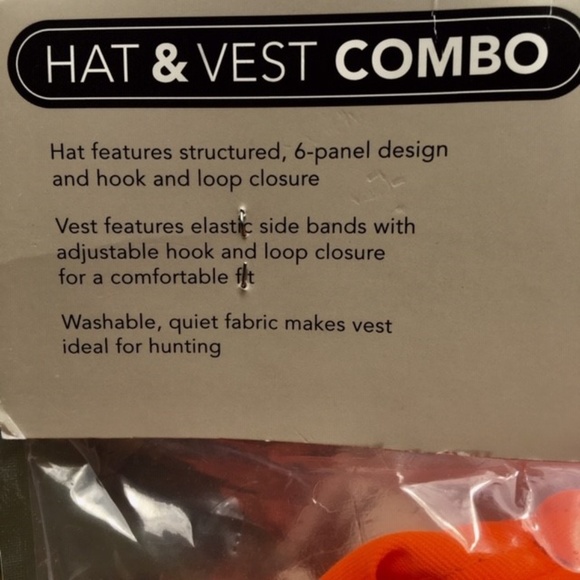 HAT & VEST COMBO
Hat features structured, 6-panel design
and hook and loop closure
Vest features elastic side bands with
adjustable hook and loop closure
for a comfortable fit
Washable, quiet fabric makes vest
ideal for hunting